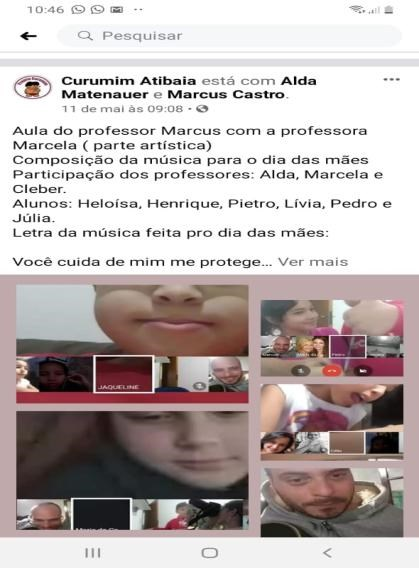 10:46
Pesquisar
Curumim Atibaia está com Alda
Matenauer e Marcus Castro.
11 de mai às 09:08 •
Aula do professor Marcus com a professora
Marcela ( parte artística)
Composição da música para o dia das mães
Participação dos professores: Alda, Marcela e
Cleber.
Alunos: Heloísa, Henrique, Pietro, Lívia, Pedro e
Júlia.
Letra da música feita pro dia das mães:
Você cuida de mim me protege... Ver mais
JAQUELINE